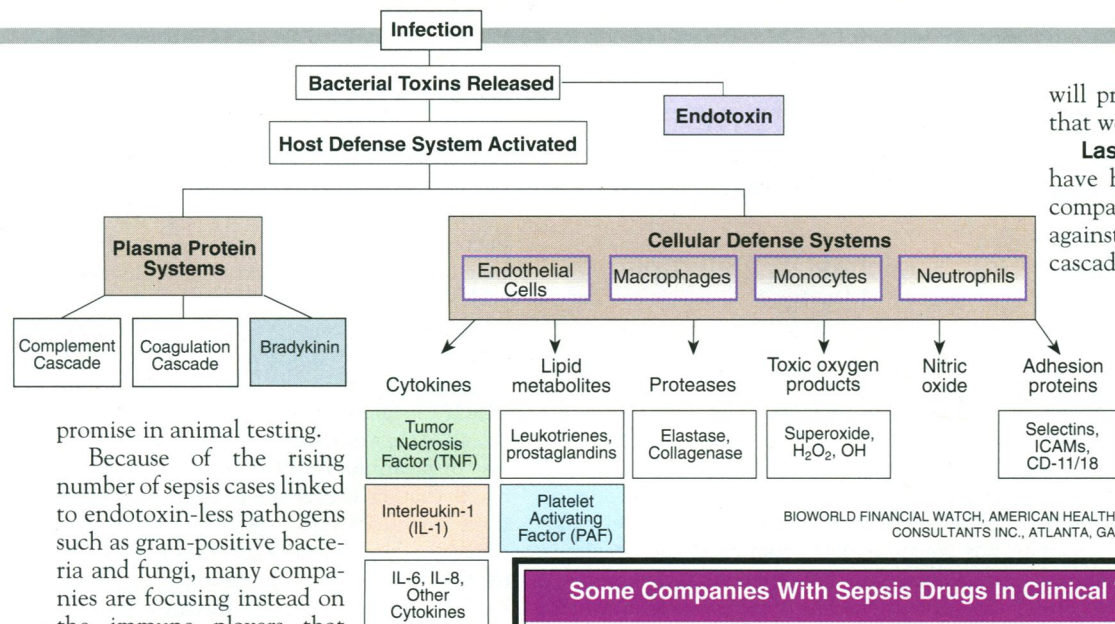 Infection
Bacterial Toxins Released
Endotoxin
Host Defense System Activated
Plasma Protein
Systems
Complement
Cascade
Coagulation
Cascade
Bradykinin
Cellular Defense Systems
Endothelial
Cells
Macrophages
Monocytes
Neutrophils
Cytokines
Lipid
metabolites
Proteases
Toxic oxygen
products
Nitric
oxide
Adhesion
proteins
Tumor
Necrosis
Factor (TNF)
Leukotrienes,
prostaglandins
Elastase,
Collagenase
Superoxide,
H₂O₂, OH
Selectins,
ICAMs,
CD-11/18
Interleukin-1
(IL-1)
Platelet
Activating
Factor (PAF)
IL-6, IL-8,
Other
Cytokines
BIOWORLD FINANCIAL WATCH, AMERICAN HEALTH
CONSULTANTS INC., ATLANTA, GA
will
that
have
against
promise in animal testing.
Because of the rising
number of sepsis cases linked
to endotoxin-less pathogens
such as gram-positive bacte-
ria and fungi, many compa-
nies are focusing instead on
the immune players that
Some Companies With Sepsis Drugs In Clinical